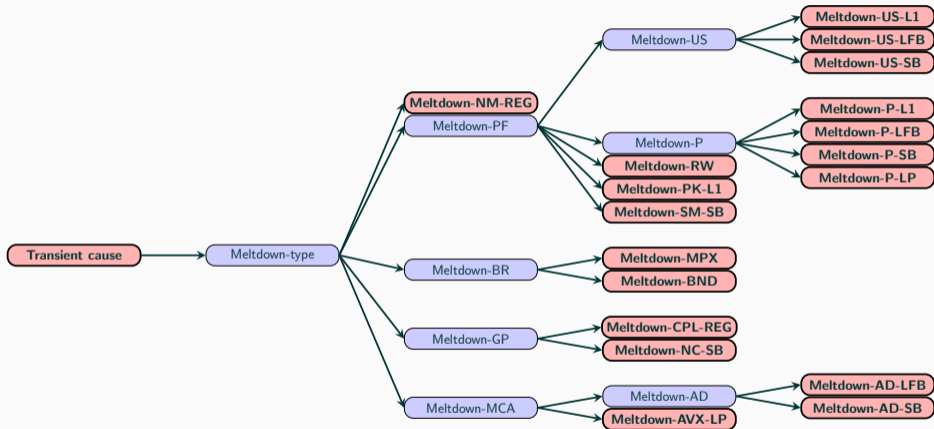 Transient cause
Meltdown-type
Meltdown-NM-REG
Meltdown-PF
Meltdown-US
Meltdown-US-L1
Meltdown-US-LFB
Meltdown-US-SB
Meltdown-P
Meltdown-P-L1
Meltdown-P-LFB
Meltdown-P-SB
Meltdown-P-LP
Meltdown-RW
Meltdown-PK-L1
Meltdown-SM-SB
Meltdown-BR
Meltdown-MPX
Meltdown-BND
Meltdown-GP
Meltdown-CPL-REG
Meltdown-NC-SB
Meltdown-MCA
Meltdown-AD
Meltdown-AD-LFB
Meltdown-AD-SB
Meltdown-AVX-LP